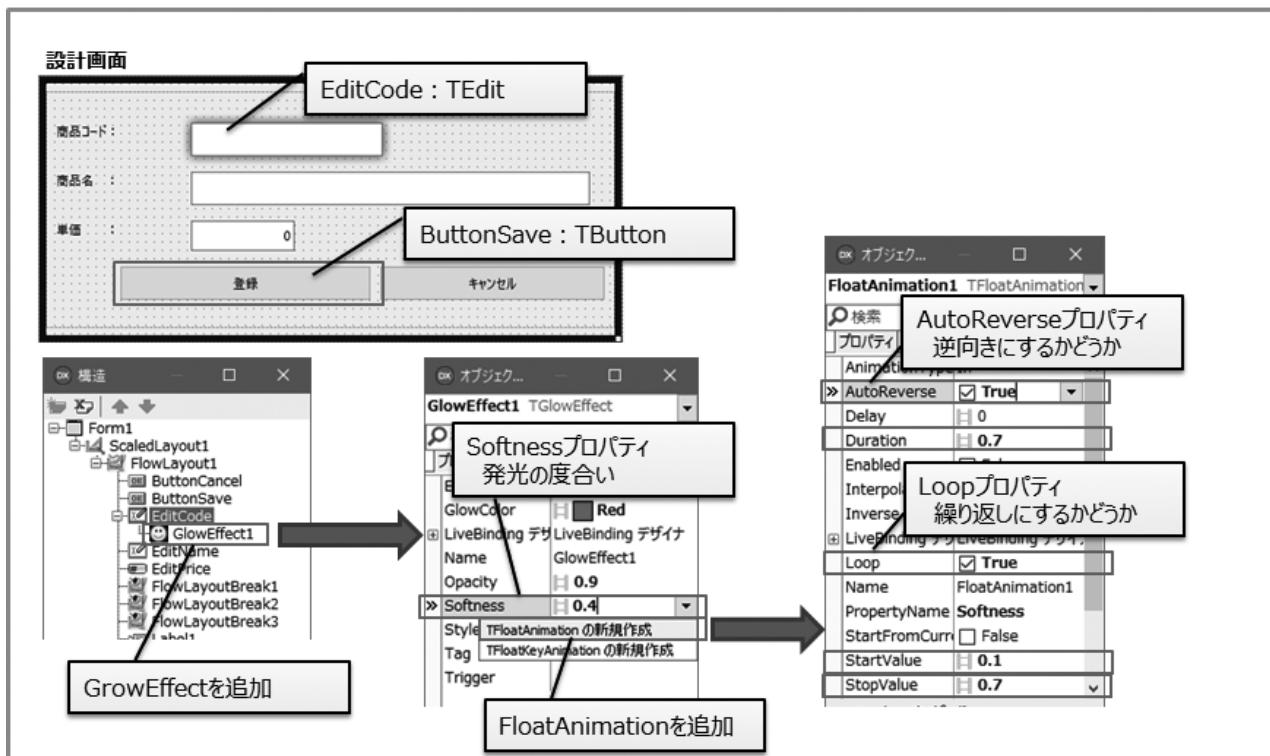 設計画面
EditCode：TEdit
商品コード：
商品名 ：
単価 ：
0
ButtonSave：TButton
登録
キャンセル
構造
Form1
ScaledLayout1
FlowLayout1
ButtonCancel
ButtonSave
EditCode
GlowEffect1
EditName
EditPrice
FlowLayoutBreak1
FlowLayoutBreak2
FlowLayoutBreak3
Label1
GrowEffectを追加
オブジェク...
GlowEffect1 TGlowEffect
Softnessプロパティ
発光の度合い
GlowColor Red
LiveBinding デザ LiveBinding デザイナ
Name GlowEffect1
Opacity 0.9
Softness 0.4
Style
TFloatAnimation の新規作成
Tag
TFloatKeyAnimation の新規作成
Trigger
FloatAnimationを追加
オブジェク...
FloatAnimation1 TFloatAnimation
検索
プロパティ
AutoReverseプロパティ
逆向きにするかどうか
AutoReverse True
Delay 0
Duration 0.7
Enabled
Interpol
Inverse
Loopプロパティ
繰り返しにするかどうか
Loop True
Name FloatAnimation1
PropertyName Softness
StartFromCurr False
StartValue 0.1
StopValue 0.7